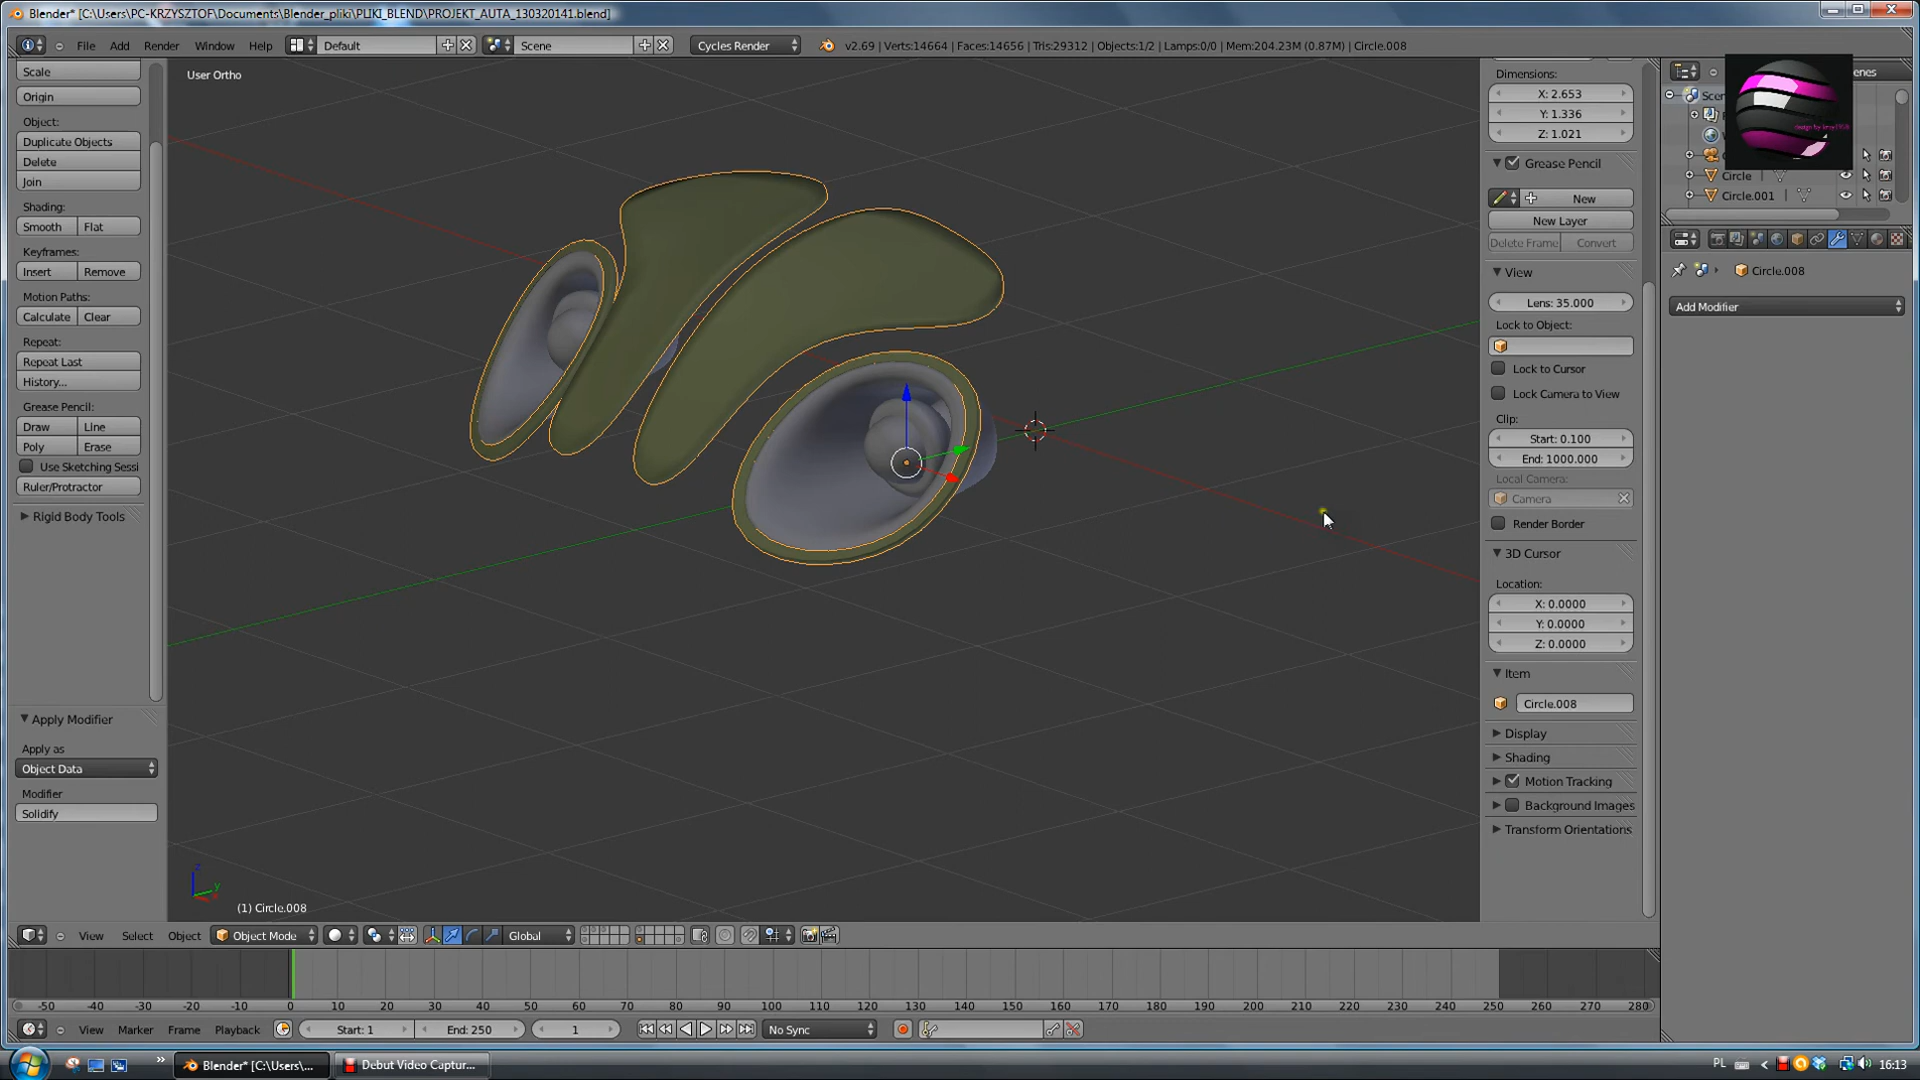 Blender* [C:\Users\PC-KRZYSZTOF\Documents\Blender_pliki\PLIKI_BLEND\PROJEKT_AUTA_130320141.blend]
File Add Render Window Help Default Scene Cycles Render v2.69 | Verts:14664 | Faces:14656 | Tris:29312 | Objects:1/2 | Lamps:0/0 | Mem:204.23M (0.87M) | Circle.008
Scale
Origin
Object:
Duplicate Objects
Delete
Join
Shading:
Smooth Flat
Keyframes:
Insert Remove
Motion Paths:
Calculate Clear
Repeat:
Repeat Last
History...
Grease Pencil:
Draw Line
Poly Erase
Use Sketching Sessi
Ruler/Protractor
Rigid Body Tools
Apply Modifier
Apply as
Object Data
Modifier
Solidify
User Ortho
(1) Circle.008
Dimensions:
X: 2.653
Y: 1.336
Z: 1.021
Grease Pencil
New
New Layer
Delete Frame Convert
View
Lens: 35.000
Lock to Object:
Lock to Cursor
Lock Camera to View
Clip:
Start: 0.100
End: 1000.000
Local Camera:
Camera
Render Border
3D Cursor
Location:
X: 0.0000
Y: 0.0000
Z: 0.0000
Item
Circle.008
Display
Shading
Motion Tracking
Background Images
Transform Orientations
Circle
Circle.001
Circle.008
Add Modifier
View Select Object Object Mode Global
-50 -40 -30 -20 -10 0 10 20 30 40 50 60 70 80 90 100 110 120 130 140 150 160 170 180 190 200 210 220 230 240 250 260 270 280
View Marker Frame Playback Start: 1 End: 250 1 No Sync
Blender* [C:\Users\... Debut Video Captur... PL 16:13